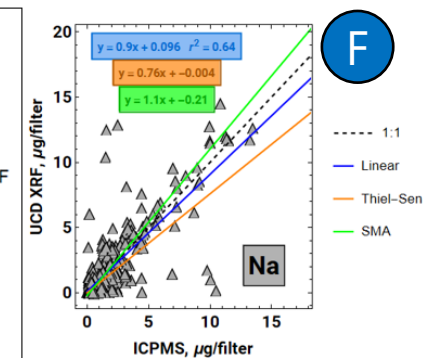 20
15
10
5
0
UCD XRF, μg/filter
y = 0.9x + 0.096 r² = 0.64
y = 0.76x + −0.004
y = 1.1x + −0.21
Na
0 5 10 15
ICPMS, μg/filter
F
1:1
Linear
Thiel−Sen
SMA
F